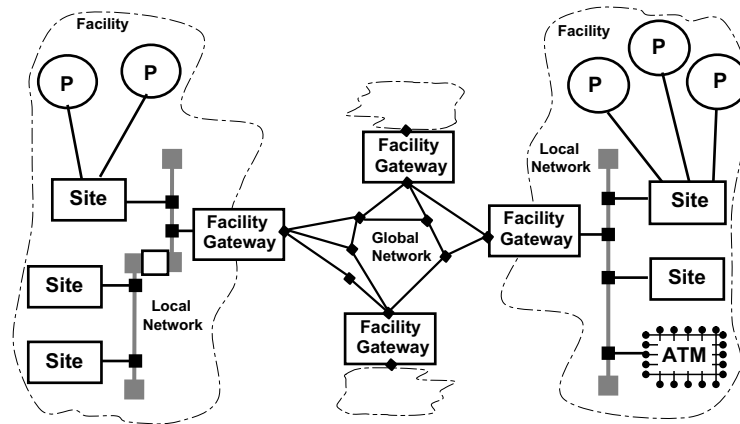 Facility
P
P
Site
Facility
Gateway
Site
Local
Network
Site
Facility
Gateway
Global
Network
Facility
Gateway
Facility
P
P
P
Local
Network
Facility
Gateway
Site
Site
ATM